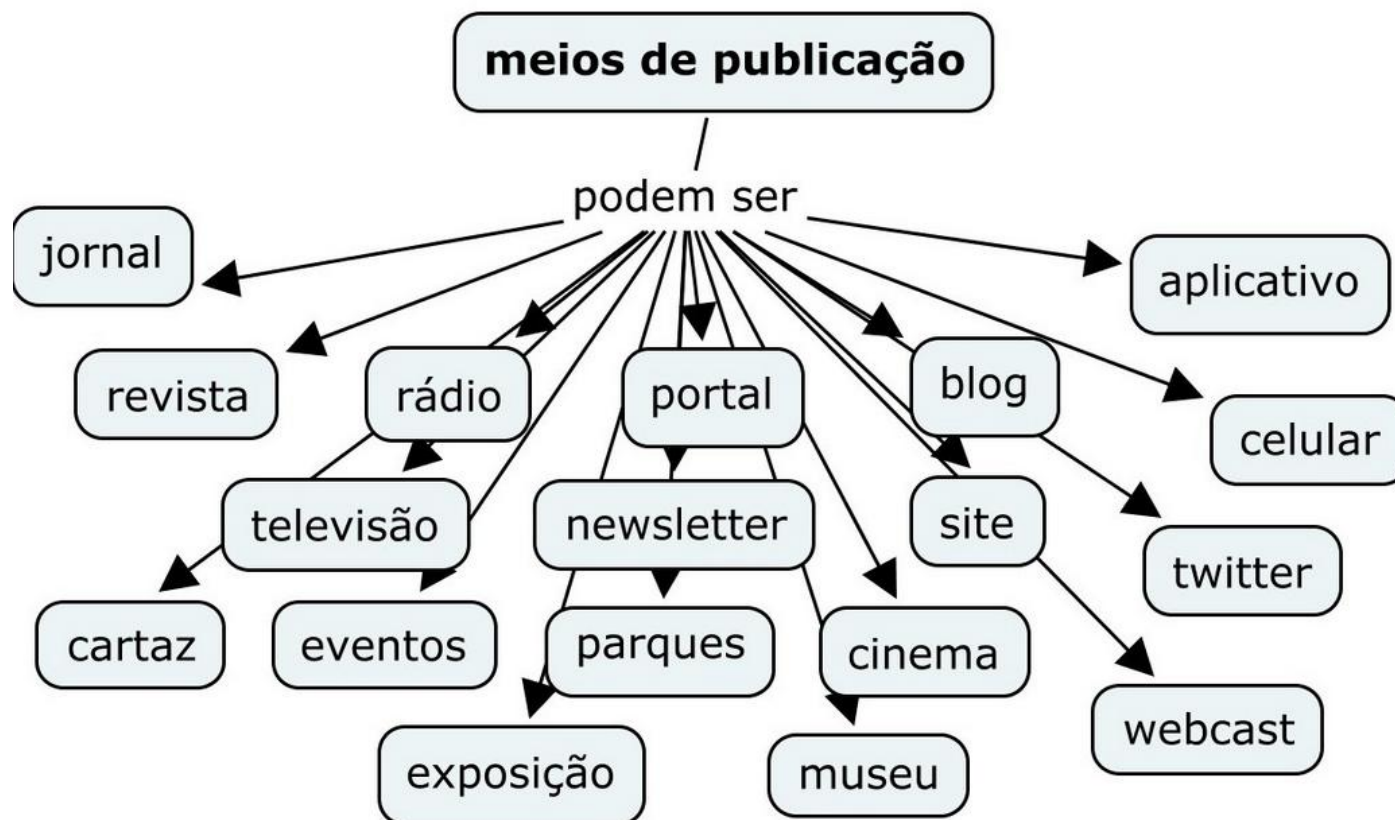 meios de publicação
podem ser
jornal
aplicativo
revista
rádio
portal
blog
celular
televisão
newsletter
site
twitter
cartaz
eventos
parques
cinema
webcast
exposição
museu